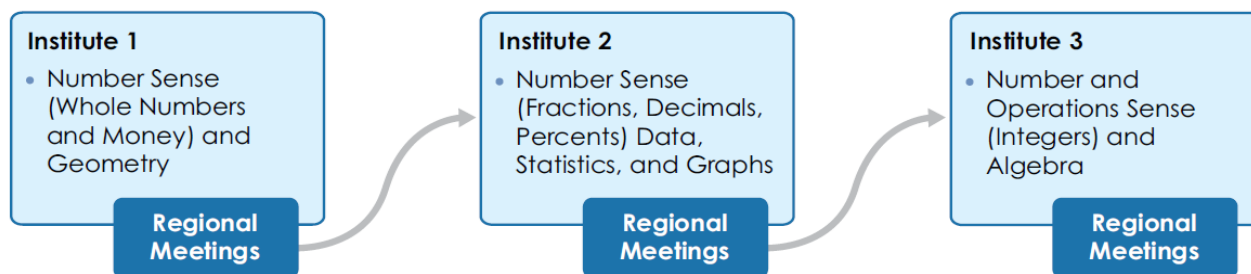 Institute 1
• Number Sense
(Whole Numbers
and Money) and
Geometry
Regional
Meetings
Institute 2
• Number Sense
(Fractions, Decimals,
Percents) Data,
Statistics, and Graphs
Regional
Meetings
Institute 3
• Number and
Operations Sense
(Integers) and
Algebra
Regional
Meetings